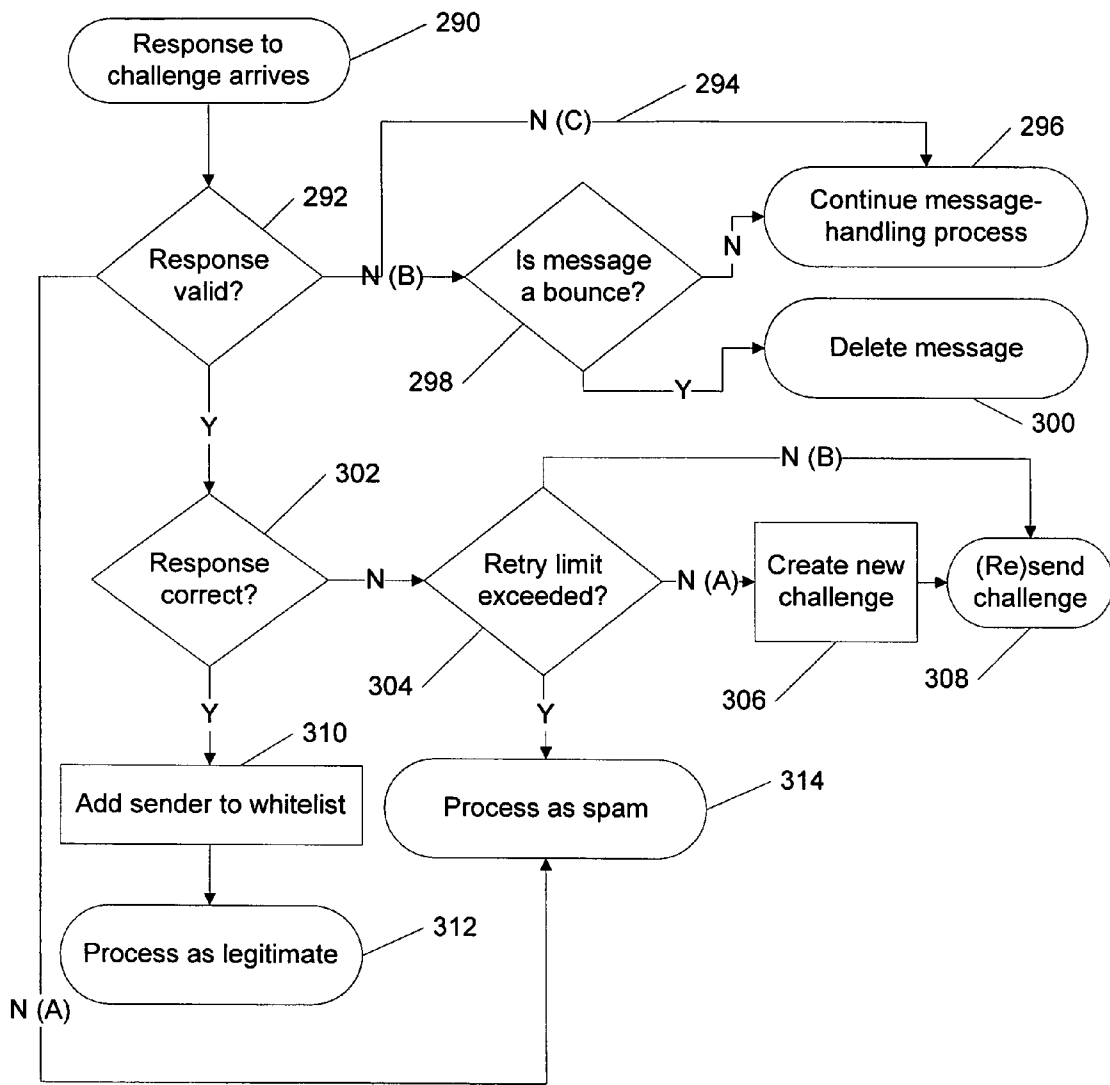 290
Response to
challenge arrives
294
N (C)
296
292
Continue message-
handling process
Response
valid?
N (B)
Is message
a bounce?
N
298
Delete message
Y
300
Y
N (B)
302
Response
correct?
N
Retry limit
exceeded?
N (A)
Create new
challenge
(Re)send
challenge
304
306
308
Y
Y
310
Add sender to whitelist
314
Process as spam
312
Process as legitimate
N (A)